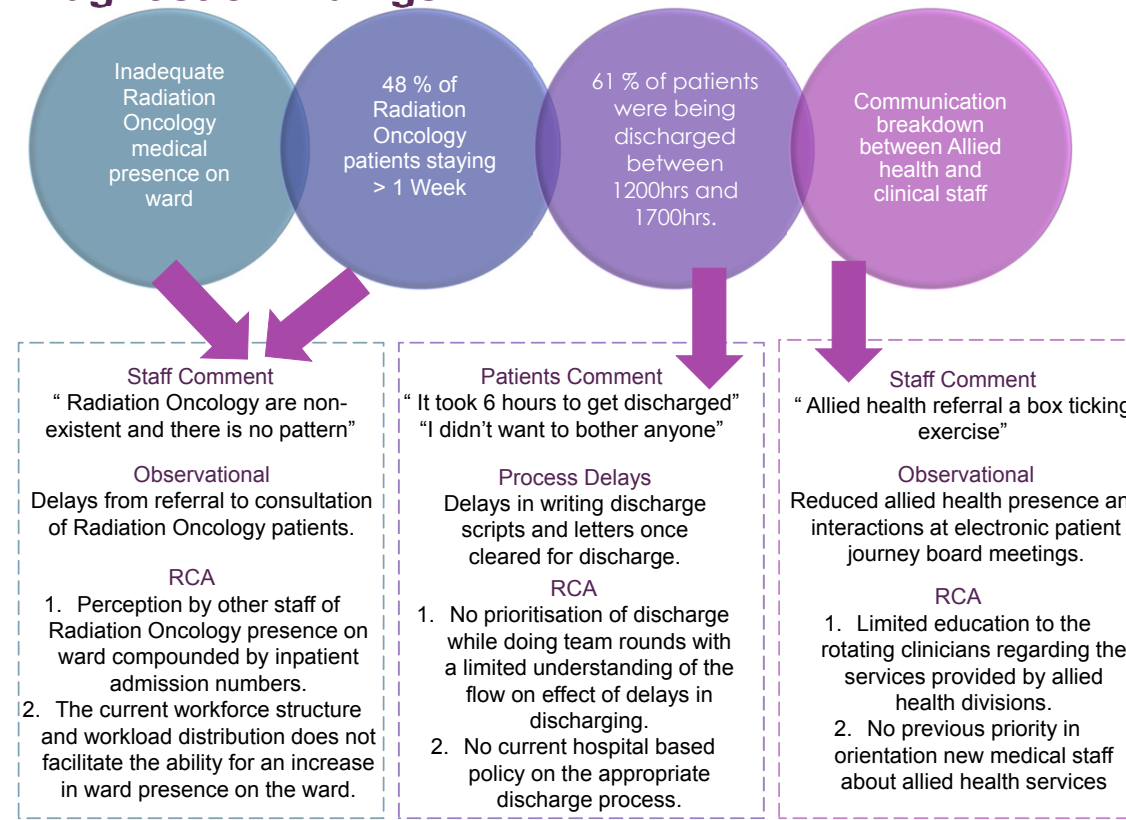 Inadequate
Radiation
Oncology
medical
presence on
ward
48 % of
Radiation
Oncology
patients staying
> 1 Week
61 % of patients
were being
discharged
between
1200hrs and
1700hrs.
Communication
breakdown
between Allied
health and
clinical staff
Staff Comment
“ Radiation Oncology are non-
existent and there is no pattern”
Observational
Delays from referral to consultation
of Radiation Oncology patients.
RCA
1. Perception by other staff of
Radiation Oncology presence on
ward compounded by inpatient
admission numbers.
2. The current workforce structure
and workload distribution does not
facilitate the ability for an increase
in ward presence on the ward.
Patients Comment
“ It took 6 hours to get discharged”
“I didn’t want to bother anyone”
Process Delays
Delays in writing discharge
scripts and letters once
cleared for discharge.
RCA
1. No prioritisation of discharge
while doing team rounds with
a limited understanding of the
flow on effect of delays in
discharging.
2. No current hospital based
policy on the appropriate
discharge process.
Staff Comment
“ Allied health referral a box ticking
exercise”
Observational
Reduced allied health presence an
interactions at electronic patient
journey board meetings.
RCA
1. Limited education to the
rotating clinicians regarding the
services provided by allied
health divisions.
2. No previous priority in
orientation new medical staff
about allied health services